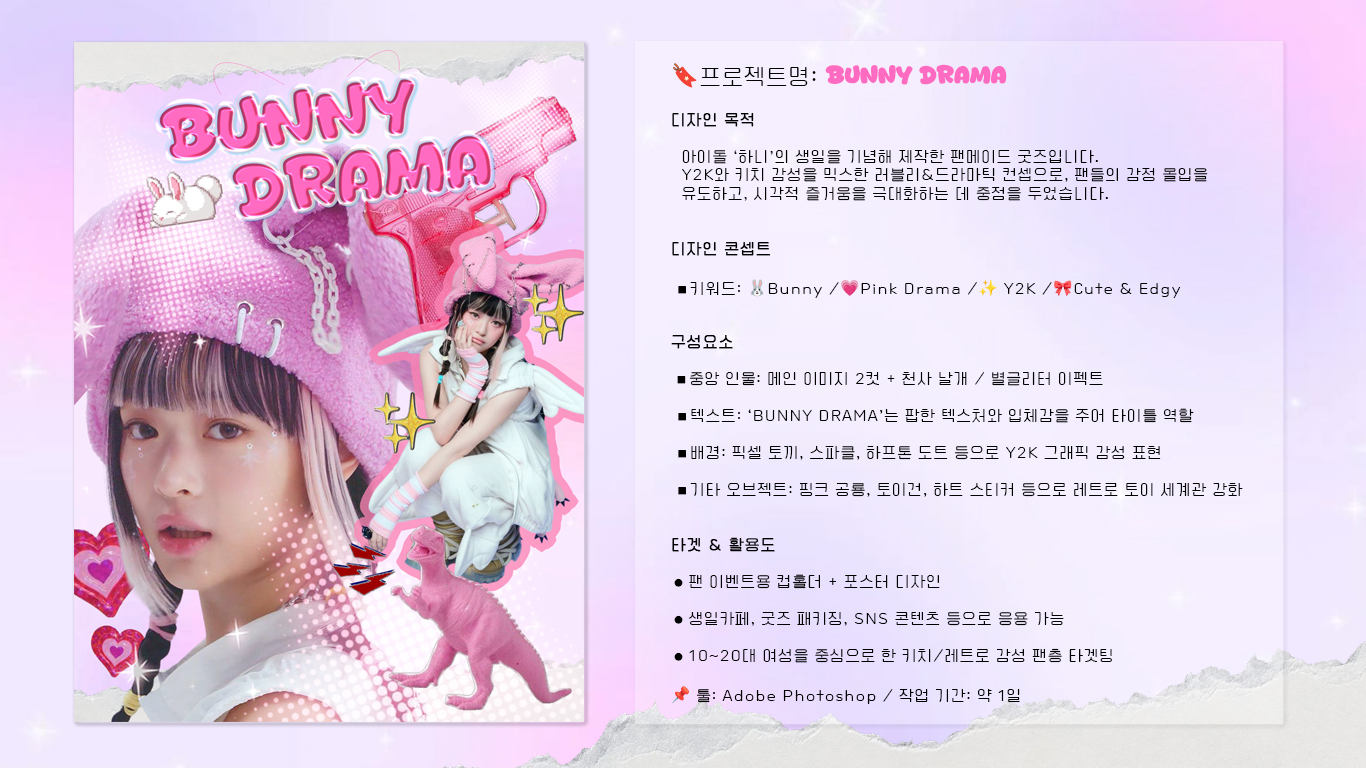 BUNNY
DRAMA
🔖프로젝트명: BUNNY DRAMA
디자인 목적
아이돌 ‘하니’의 생일을 기념해 제작한 팬메이드 굿즈입니다.
Y2K와 키치 감성을 믹스한 러블리&드라마틱 컨셉으로, 팬들의 감정 몰입을
유도하고, 시각적 즐거움을 극대화하는 데 중점을 두었습니다.
디자인 콘셉트
■키워드: 🐰Bunny /💗Pink Drama /✨ Y2K /🎀Cute & Edgy
구성요소
■중앙 인물: 메인 이미지 2컷 + 천사 날개 / 별글리터 이펙트
■텍스트: ‘BUNNY DRAMA’는 팝한 텍스처와 입체감을 주어 타이틀 역할
■배경: 픽셀 토끼, 스파클, 하프톤 도트 등으로 Y2K 그래픽 감성 표현
■기타 오브젝트: 핑크 공룡, 토이건, 하트 스티커 등으로 레트로 토이 세계관 강화
타겟 & 활용도
● 팬 이벤트용 컵홀더 + 포스터 디자인
● 생일카페, 굿즈 패키징, SNS 콘텐츠 등으로 응용 가능
● 10~20대 여성을 중심으로 한 키치/레트로 감성 팬층 타겟팅
📌 툴: Adobe Photoshop / 작업 기간: 약 1일